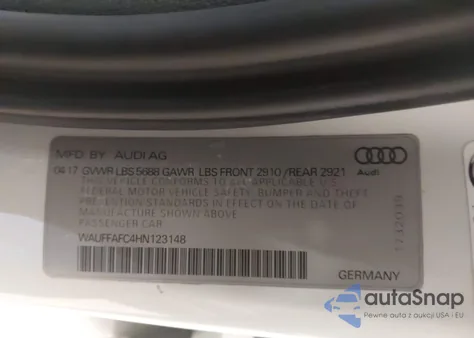 MFD BY AUDI AG
04 17 GVWR LBS 5688 GAWR LBS FRONT 2910 / REAR 2921
THIS VEHICLE CONFORMS TO ALL APPLICABLE U.S.
FEDERAL MOTOR VEHICLE SAFETY, BUMPER AND THEFT
PREVENTION STANDARDS IN EFFECT ON THE DATE OF
MANUFACTURE SHOWN ABOVE.
PASSENGER CAR
WAUFFAFC4HN123148
GERMANY
1732039
autoSnap
Pewne auta z aukcji USA i EU